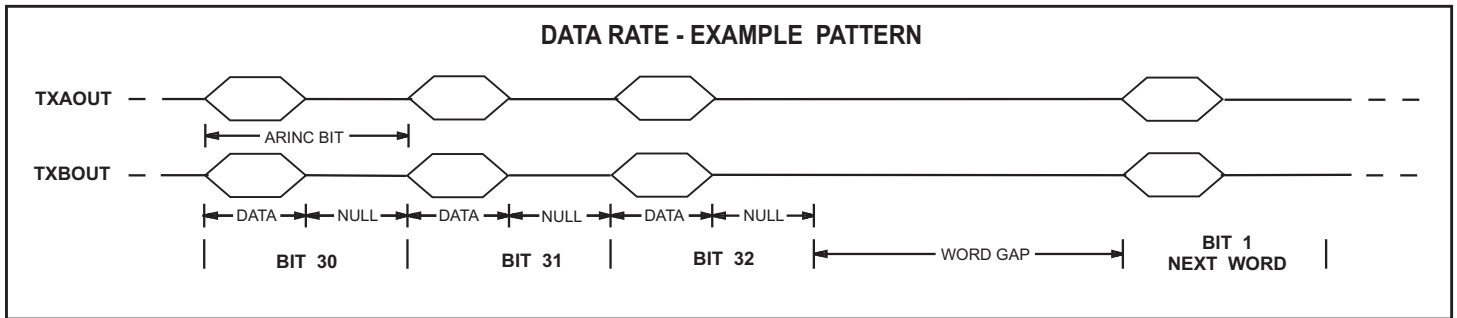 DATA RATE - EXAMPLE PATTERN
TXAOUT
ARINC BIT
TXBOUT
DATA NULL DATA NULL DATA NULL
BIT 30 BIT 31 BIT 32 WORD GAP BIT 1
NEXT WORD